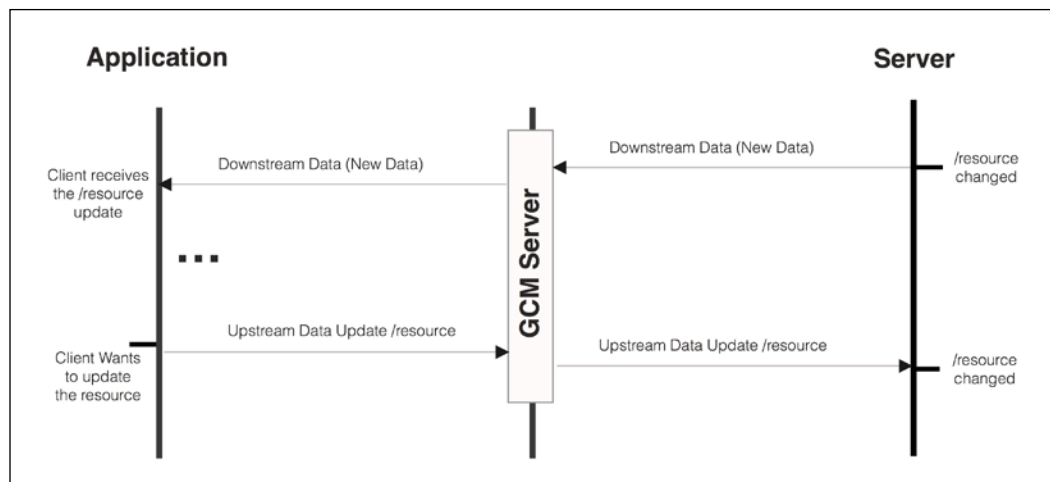 Application
Server
Downstream Data (New Data)
Downstream Data (New Data)
/resource
changed
Client receives
the /resource
update
...
GCM Server
Upstream Data Update /resource
Upstream Data Update /resource
Client Wants
to update
the resource
/resource
changed